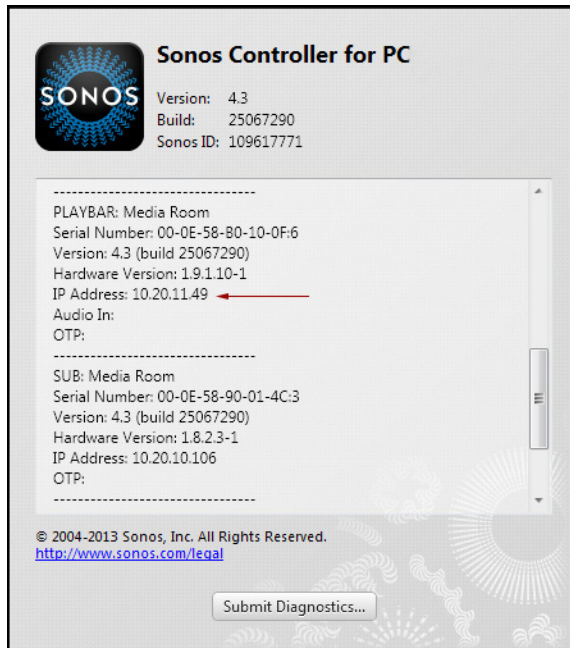 SONOS
Sonos Controller for PC
Version: 4.3
Build: 25067290
Sonos ID: 109617771
--------------------------------
PLAYBAR: Media Room
Serial Number: 00-0E-58-B0-10-0F:6
Version: 4.3 (build 25067290)
Hardware Version: 1.9.1.10-1
IP Address: 10.20.11.49
Audio In:
OTP:
--------------------------------
SUB: Media Room
Serial Number: 00-0E-58-90-01-4C:3
Version: 4.3 (build 25067290)
Hardware Version: 1.8.2.3-1
IP Address: 10.20.10.106
OTP:
--------------------------------
© 2004-2013 Sonos, Inc. All Rights Reserved.
http://www.sonos.com/legal
Submit Diagnostics...